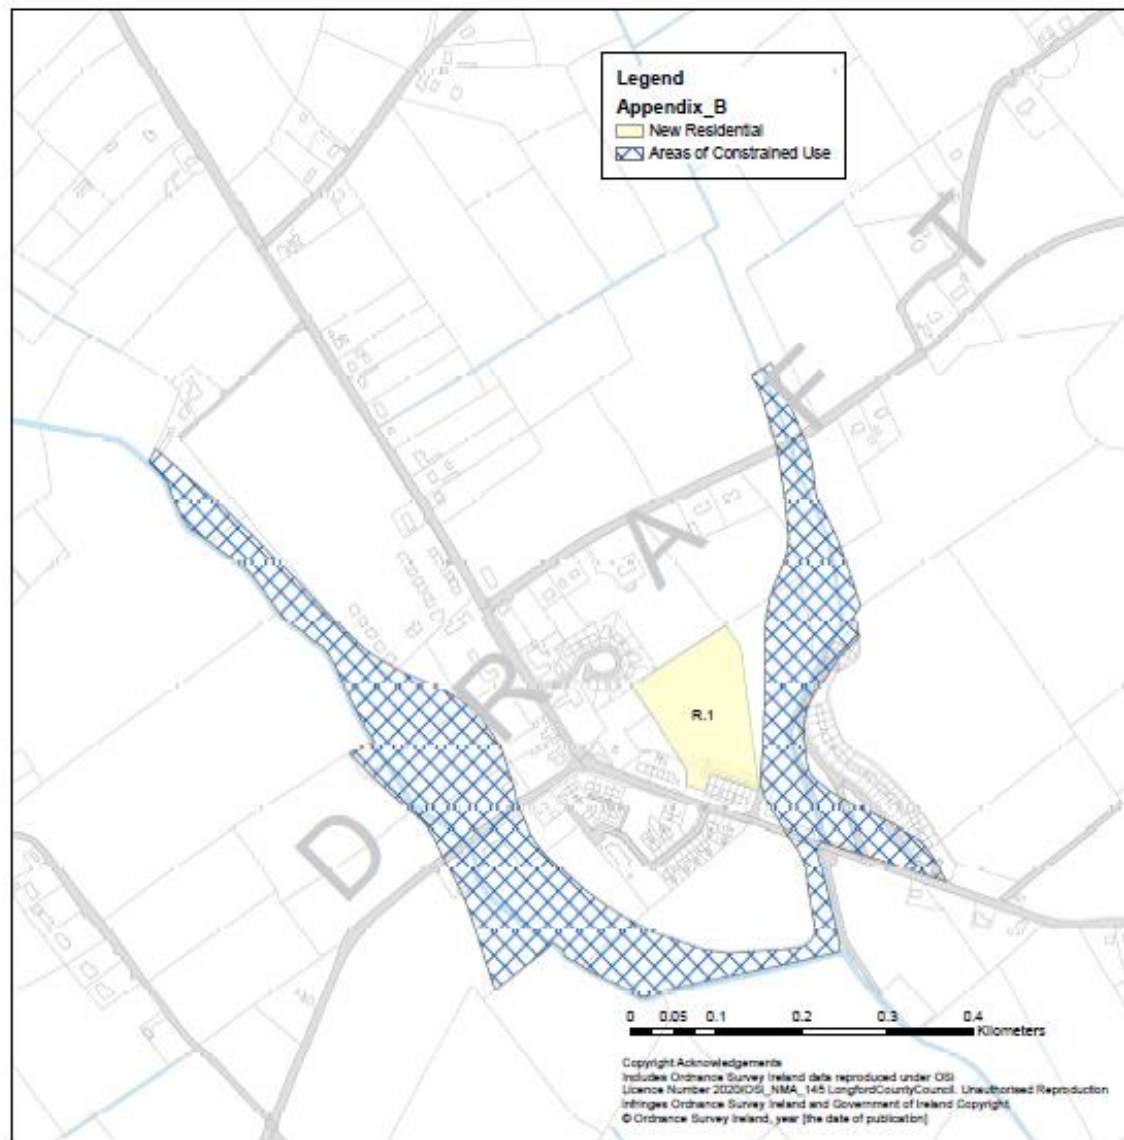 Legend
Appendix_B
New Residential
Areas of Constrained Use
DRAFT
R.1
0 0.05 0.1 0.2 0.3 0.4
Kilometers
Copyright Acknowledgements
Includes Ordnance Survey Ireland data reproduced under OSi
Licence Number 2020/OSi_NMA_145 LongfordCountyCouncil. Unauthorised Reproduction
infringes Ordnance Survey Ireland and Government of Ireland Copyright
© Ordnance Survey Ireland, year [the date of publication]